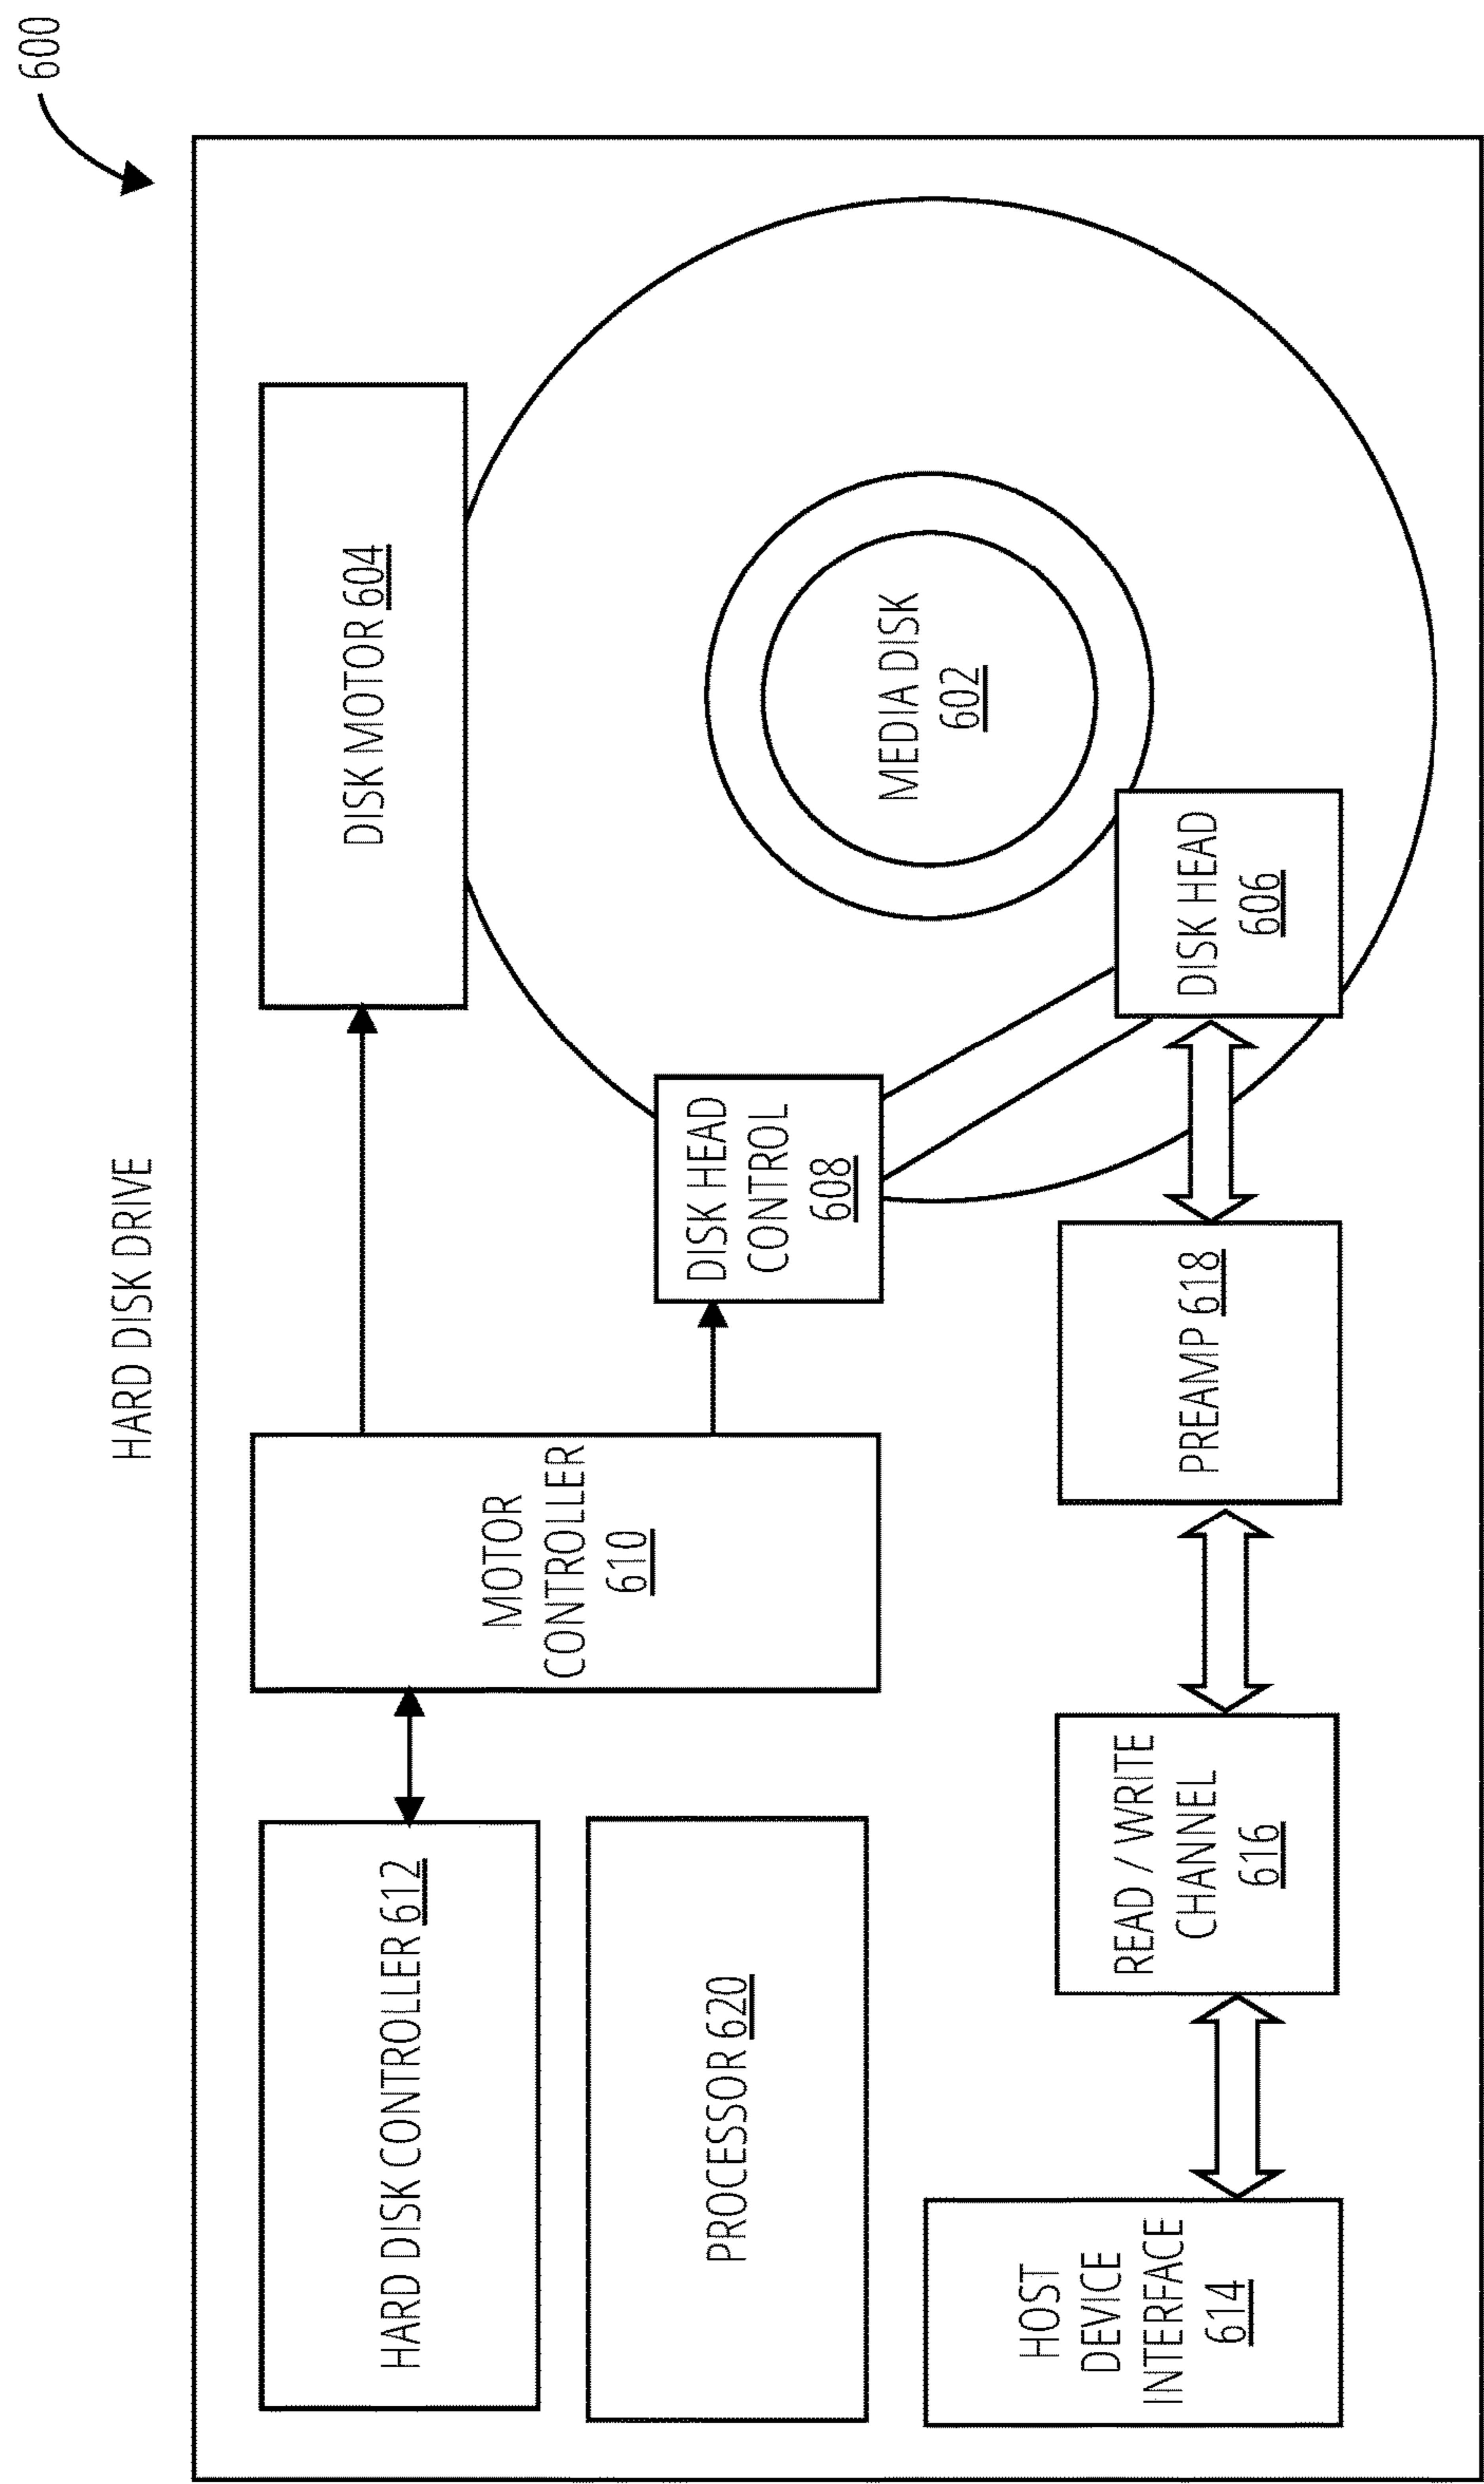 600
HARD DISK DRIVE
HARD DISK CONTROLLER 612
MOTOR
CONTROLLER
610
DISK MOTOR 604
PROCESSOR 620
DISK HEAD
CONTROL
608
MEDIA DISK
602
HOST
DEVICE
INTERFACE
614
READ / WRITE
CHANNEL
616
PREAMP 618
DISK HEAD
606